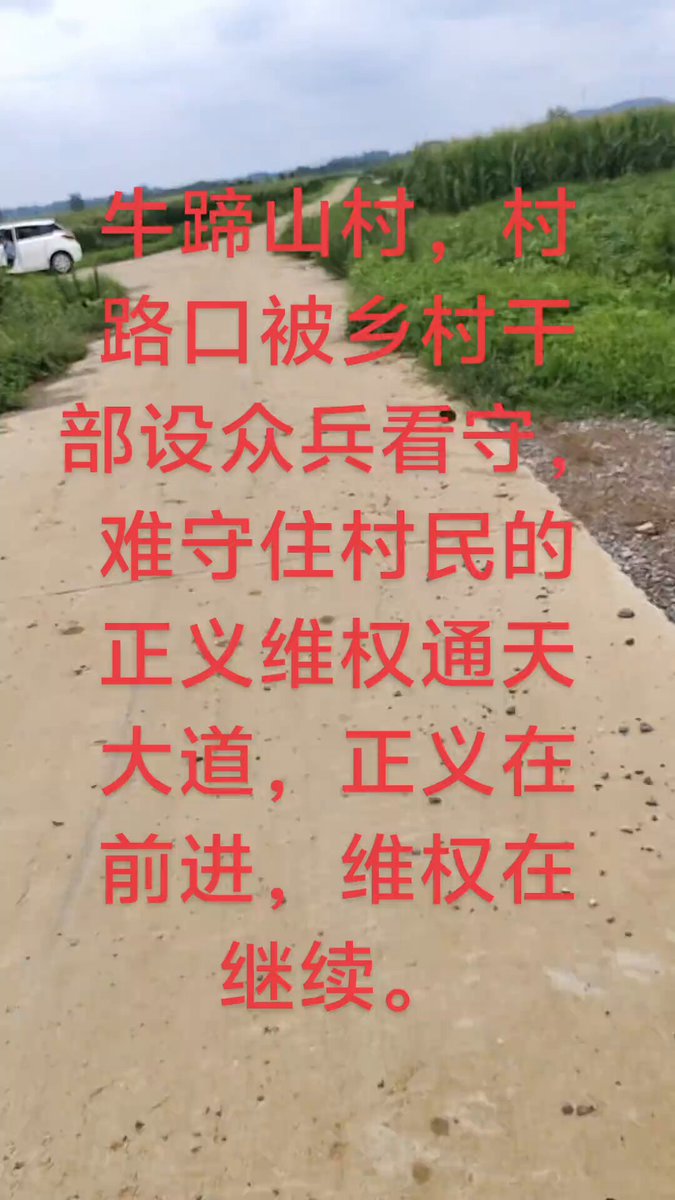 牛蹄山村，村
路口被乡村干
部设众兵看守，
难守住村民的
正义维权通天
大道，正义在
前进，维权在
继续。